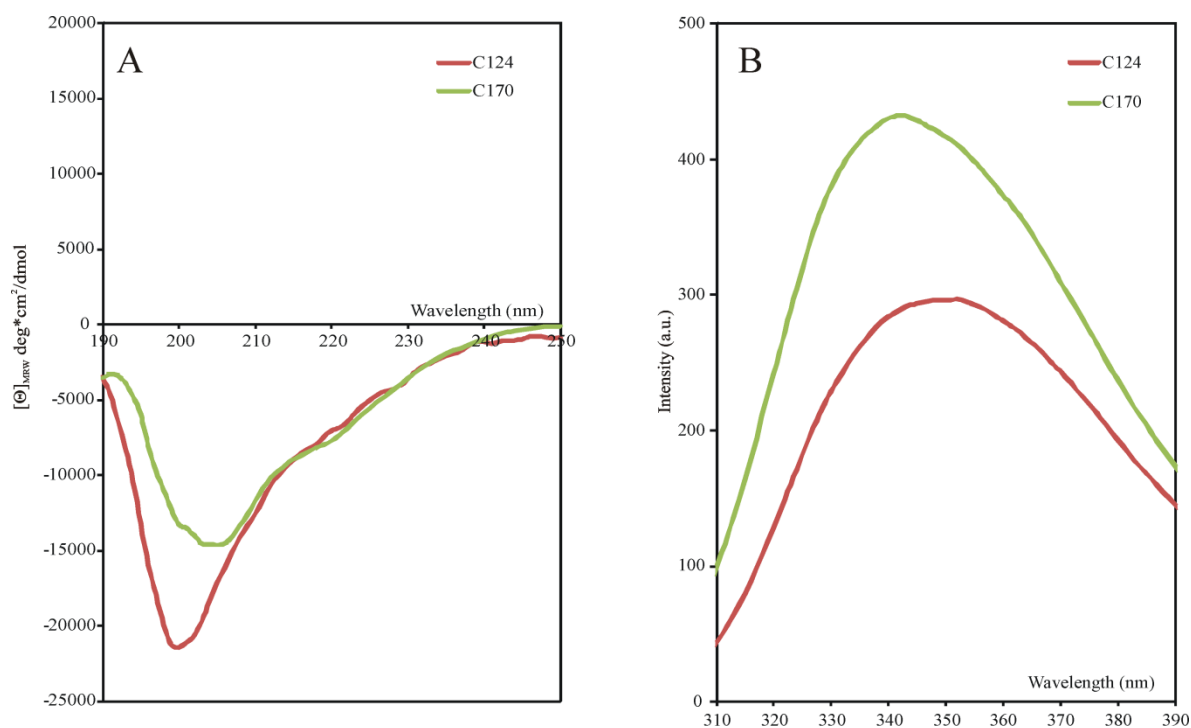 A
C124
C170
20000
15000
10000
5000
0
-5000
-10000
-15000
-20000
-25000
[Θ]MRW deg*cm²/dmol
Wavelength (nm)
190 200 210 220 230 240 250
B
C124
C170
500
400
300
200
100
0
Intensity (a.u.)
Wavelength (nm)
310 320 330 340 350 360 370 380 390